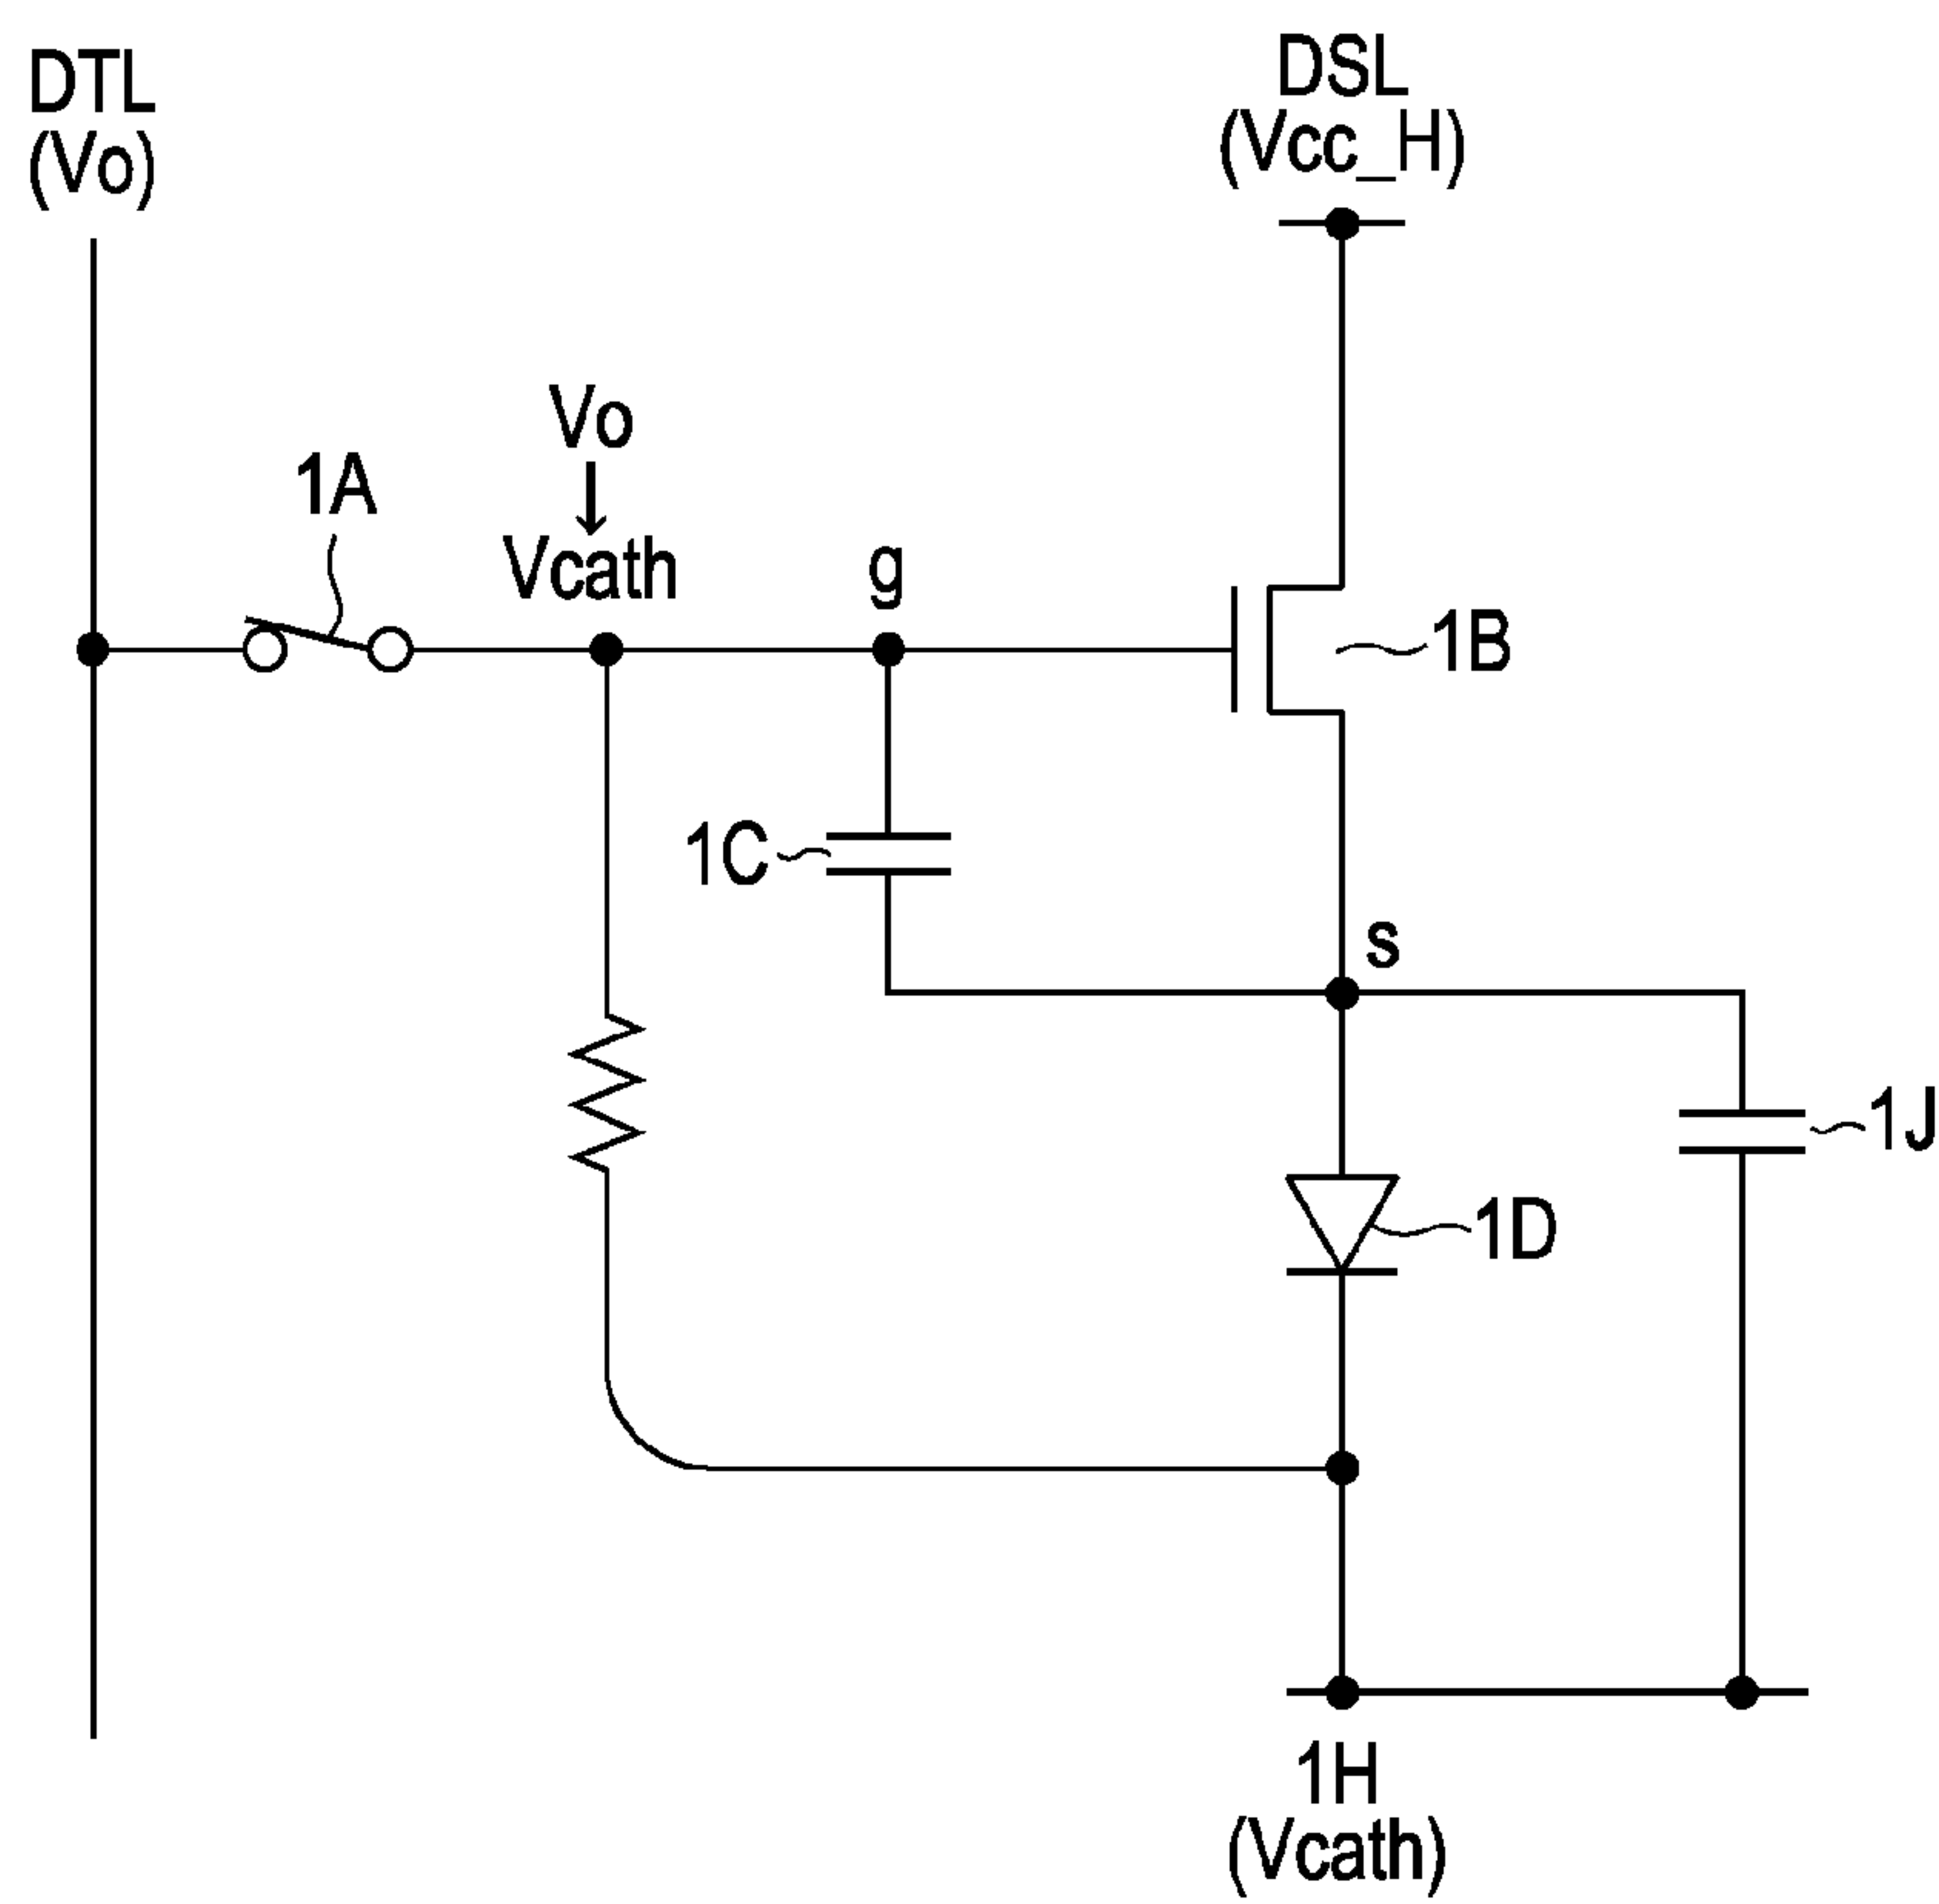 DTL
(Vo)
DSL
(Vcc_H)
Vo
1A
Vcath
g
1B
1C
s
1J
1D
1H
(Vcath)